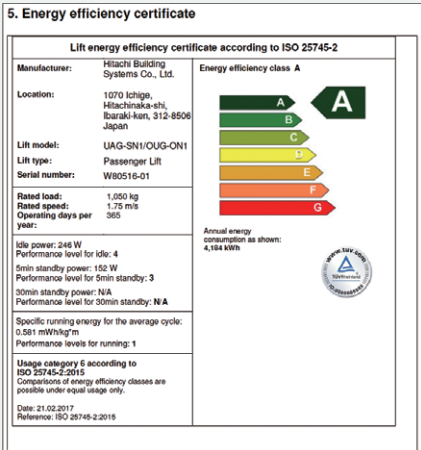 5. Energy efficiency certificate
Lift energy efficiency certificate according to ISO 25745-2
Manufacturer: Hitachi Building
Systems Co., Ltd.
Location: 1070 Ichige,
Hitachinaka-shi,
Ibaraki-ken, 312-8506
Japan
Lift model: UAG-SN1/OUG-ON1
Lift type: Passenger Lift
Serial number: W80516-01
Rated load: 1,050 kg
Rated speed: 1.75 m/s
Operating days per 365
year:
Idle power: 246 W
Performance level for idle: 4
5min standby power: 152 W
Performance level for 5min standby: 3
30min standby power: N/A
Performance level for 30min standby: N/A
Specific running energy for the average cycle:
0.581 mWh/kg*m
Performance levels for running: 1
Usage category 6 according to
ISO 25745-2:2015
Comparisons of energy efficiency classes are
possible under equal usage only.
Date: 21.02.2017
Reference: ISO 25745-2:2015
Energy efficiency class A
A
A
B
C
D
E
F
G
Annual energy
consumption as shown:
4,184 kWh
www.tuv.com
TÜVRheinland